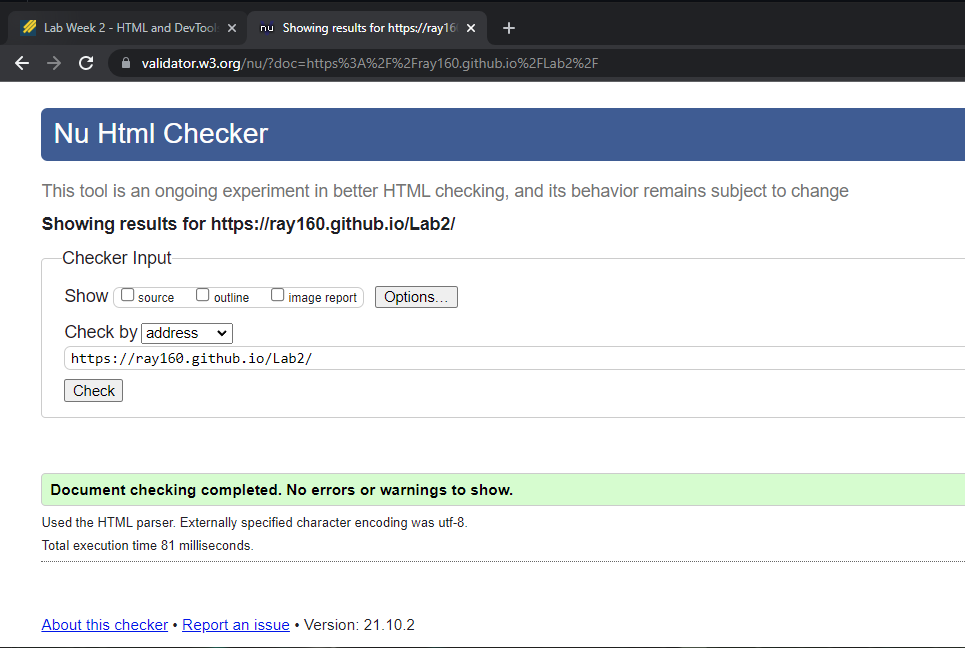 Lab Week 2 - HTML and DevTools
nu Showing results for https://ray160
validator.w3.org/nu/?doc=https%3A%2F%2Fray160.github.io%2FLab2%2F
Nu Html Checker
This tool is an ongoing experiment in better HTML checking, and its behavior remains subject to change
Showing results for https://ray160.github.io/Lab2/
Checker Input
Show source outline image report Options...
Check by address
https://ray160.github.io/Lab2/
Check
Document checking completed. No errors or warnings to show.
Used the HTML parser. Externally specified character encoding was utf-8.
Total execution time 81 milliseconds.
About this checker • Report an issue • Version: 21.10.2